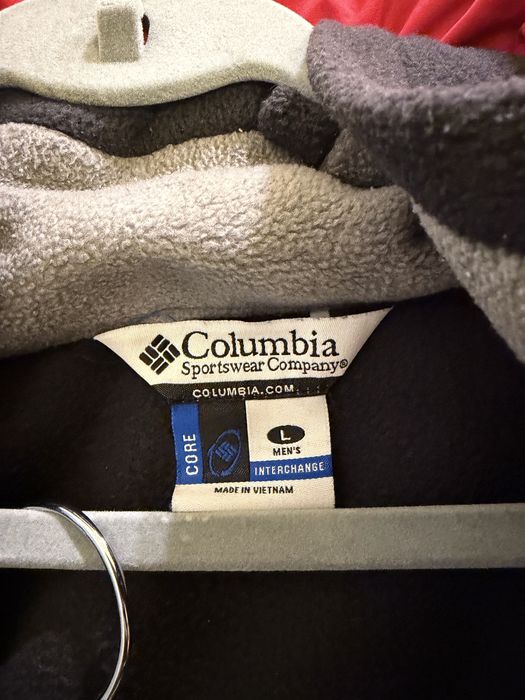 Columbia
Sportswear Company®
COLUMBIA.COM
CORE
L
MEN'S
INTERCHANGE
MADE IN VIETNAM